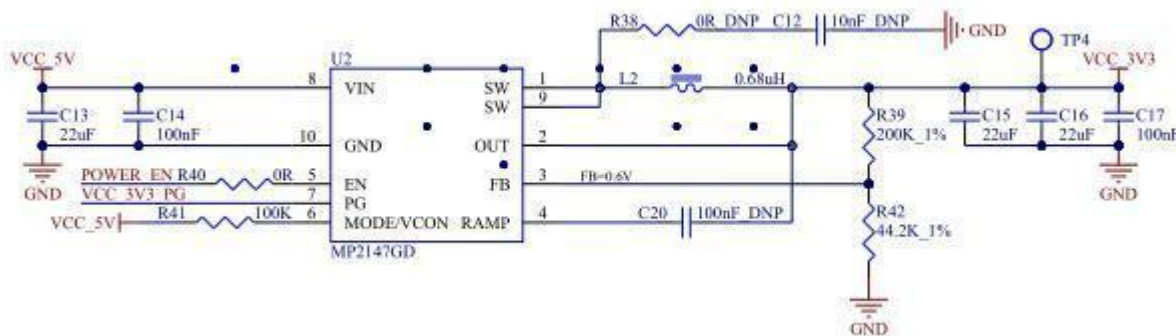 R38 0R_DNP C12 10nF_DNP
GND
TP4
VCC_5V U2 VCC_3V3
8 VIN SW 1 L2 0.68uH
SW 9
C13 C14 R39 C15 C16 C17
22uF 100nF 200K_1% 22uF 22uF 100nF
10 GND OUT 2
POWER_EN R40 0R 5 EN FB 3 FB=0.6V
GND GND
VCC_3V3_PG 7 PG
R41 100K R42
VCC_5V 6 MODE/VCON RAMP 4 C20 100nF_DNP 44.2K_1%
MP2147GD
GND